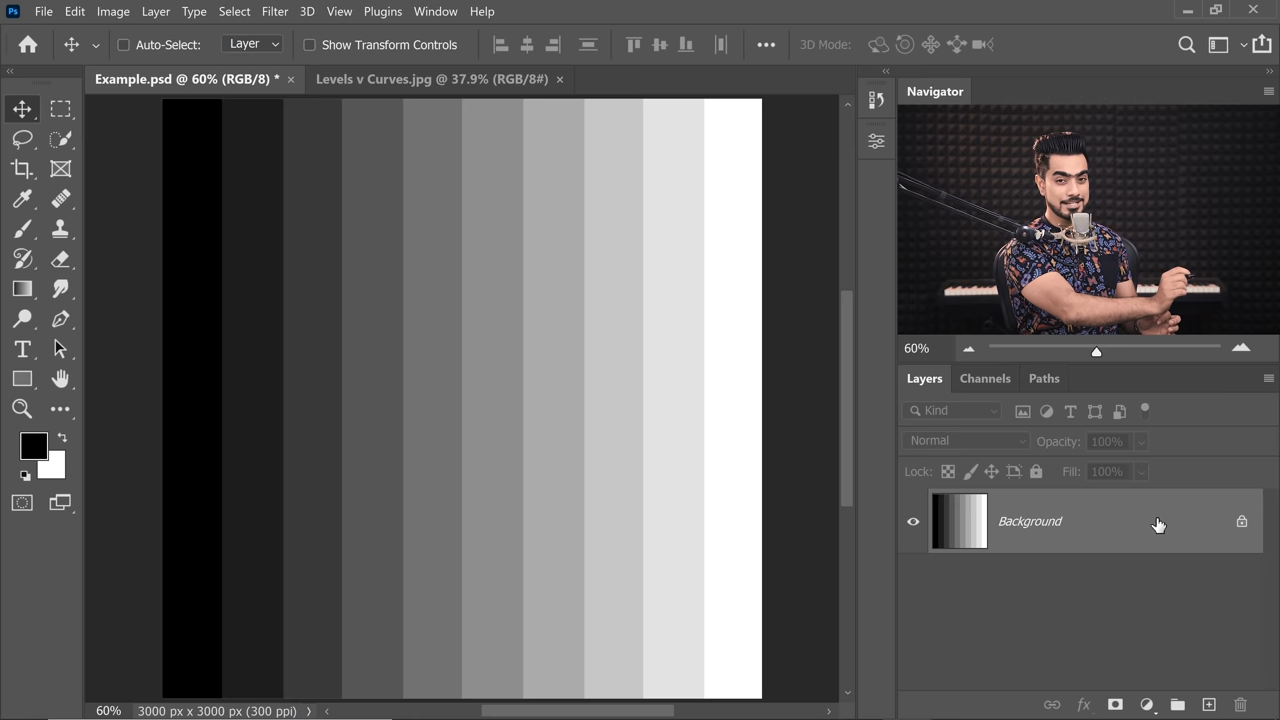 Ps File Edit Image Layer Type Select Filter 3D View Plugins Window Help
Auto-Select: Layer Show Transform Controls 3D Mode:
Example.psd @ 60% (RGB/8) * × Levels v Curves.jpg @ 37.9% (RGB/8#) ×
Navigator
60%
Layers Channels Paths
Kind
Normal Opacity: 100%
Lock: Fill: 100%
Background
fx
60% 3000 px x 3000 px (300 ppi)